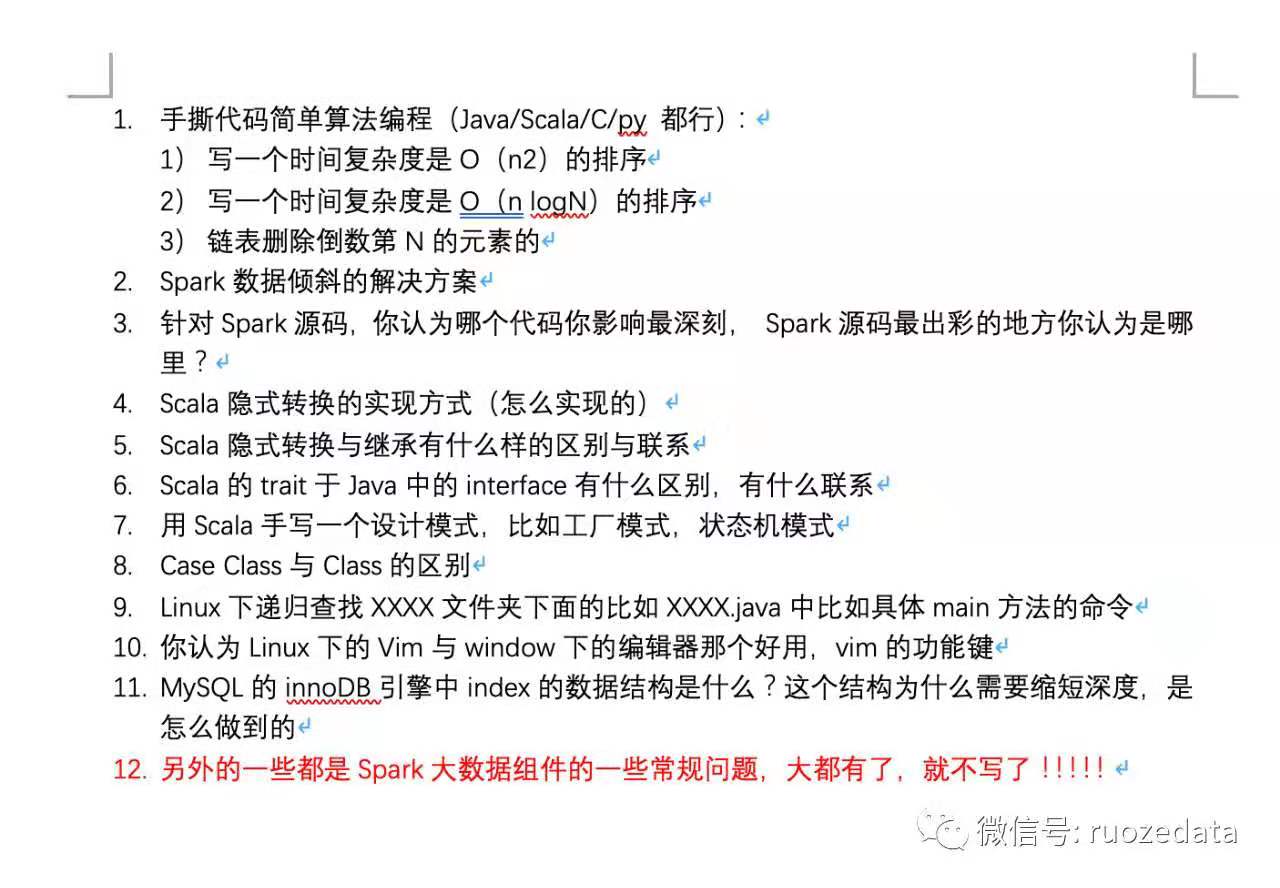 1. 手撕代码简单算法编程（Java/Scala/C/py 都行）：
1） 写一个时间复杂度是 O（n2）的排序
2） 写一个时间复杂度是 O（n logN）的排序
3） 链表删除倒数第 N 的元素的
2. Spark 数据倾斜的解决方案
3. 针对 Spark 源码，你认为哪个代码你影响最深刻， Spark 源码最出彩的地方你认为是哪
里？
4. Scala 隐式转换的实现方式（怎么实现的）
5. Scala 隐式转换与继承有什么样的区别与联系
6. Scala 的 trait 于 Java 中的 interface 有什么区别，有什么联系
7. 用 Scala 手写一个设计模式，比如工厂模式，状态机模式
8. Case Class 与 Class 的区别
9. Linux 下递归查找 XXXX 文件夹下面的比如 XXXX.java 中比如具体 main 方法的命令
10. 你认为 Linux 下的 Vim 与 window 下的编辑器那个好用，vim 的功能键
11. MySQL 的 innoDB 引擎中 index 的数据结构是什么？这个结构为什么需要缩短深度，是
怎么做到的
12. 另外的一些都是 Spark 大数据组件的一些常规问题，大都有了，就不写了！！！！！
微信号: ruozedata